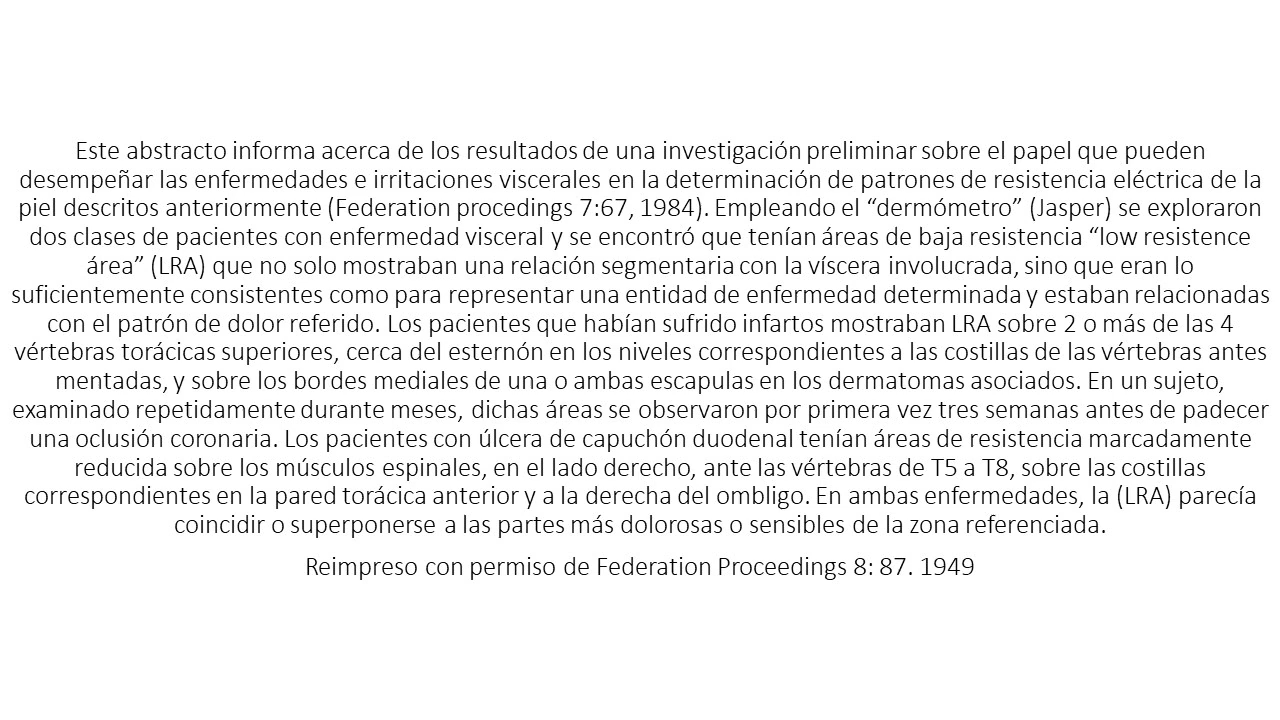 Este abstracto informa acerca de los resultados de una investigación preliminar sobre el papel que pueden
desempeñar las enfermedades e irritaciones viscerales en la determinación de patrones de resistencia eléctrica de la
piel descritos anteriormente (Federation procedings 7:67, 1984). Empleando el “dermómetro” (Jasper) se exploraron
dos clases de pacientes con enfermedad visceral y se encontró que tenían áreas de baja resistencia “low resistence
área” (LRA) que no solo mostraban una relación segmentaria con la víscera involucrada, sino que eran lo
suficientemente consistentes como para representar una entidad de enfermedad determinada y estaban relacionadas
con el patrón de dolor referido. Los pacientes que habían sufrido infartos mostraban LRA sobre 2 o más de las 4
vértebras torácicas superiores, cerca del esternón en los niveles correspondientes a las costillas de las vértebras antes
mentadas, y sobre los bordes mediales de una o ambas escapulas en los dermatomas asociados. En un sujeto,
examinado repetidamente durante meses, dichas áreas se observaron por primera vez tres semanas antes de padecer
una oclusión coronaria. Los pacientes con úlcera de capuchón duodenal tenían áreas de resistencia marcadamente
reducida sobre los músculos espinales, en el lado derecho, ante las vértebras de T5 a T8, sobre las costillas
correspondientes en la pared torácica anterior y a la derecha del ombligo. En ambas enfermedades, la (LRA) parecía
coincidir o superponerse a las partes más dolorosas o sensibles de la zona referenciada.
Reimpreso con permiso de Federation Proceedings 8: 87. 1949